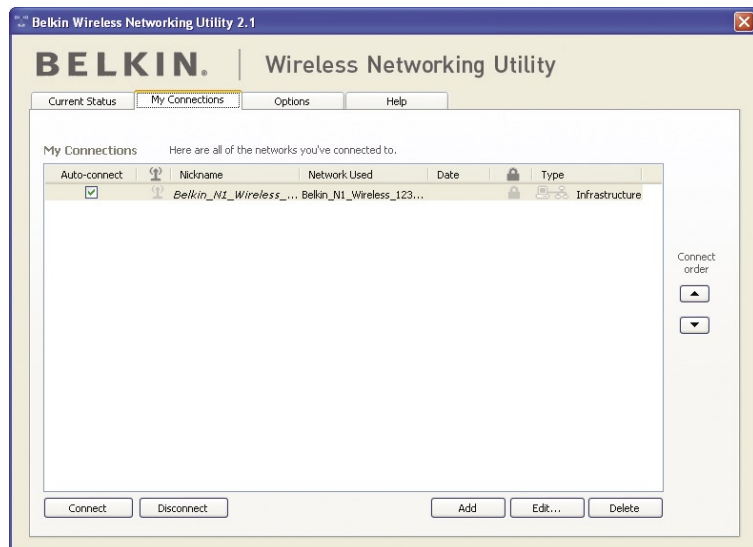 Belkin Wireless Networking Utility 2.1
BELKIN. | Wireless Networking Utility
Current Status My Connections Options Help
My Connections Here are all of the networks you've connected to.
Auto-connect Nickname Network Used Date Type
Belkin_N1_Wireless_... Belkin_N1_Wireless_123... Infrastructure
Connect
order
Connect Disconnect Add Edit... Delete